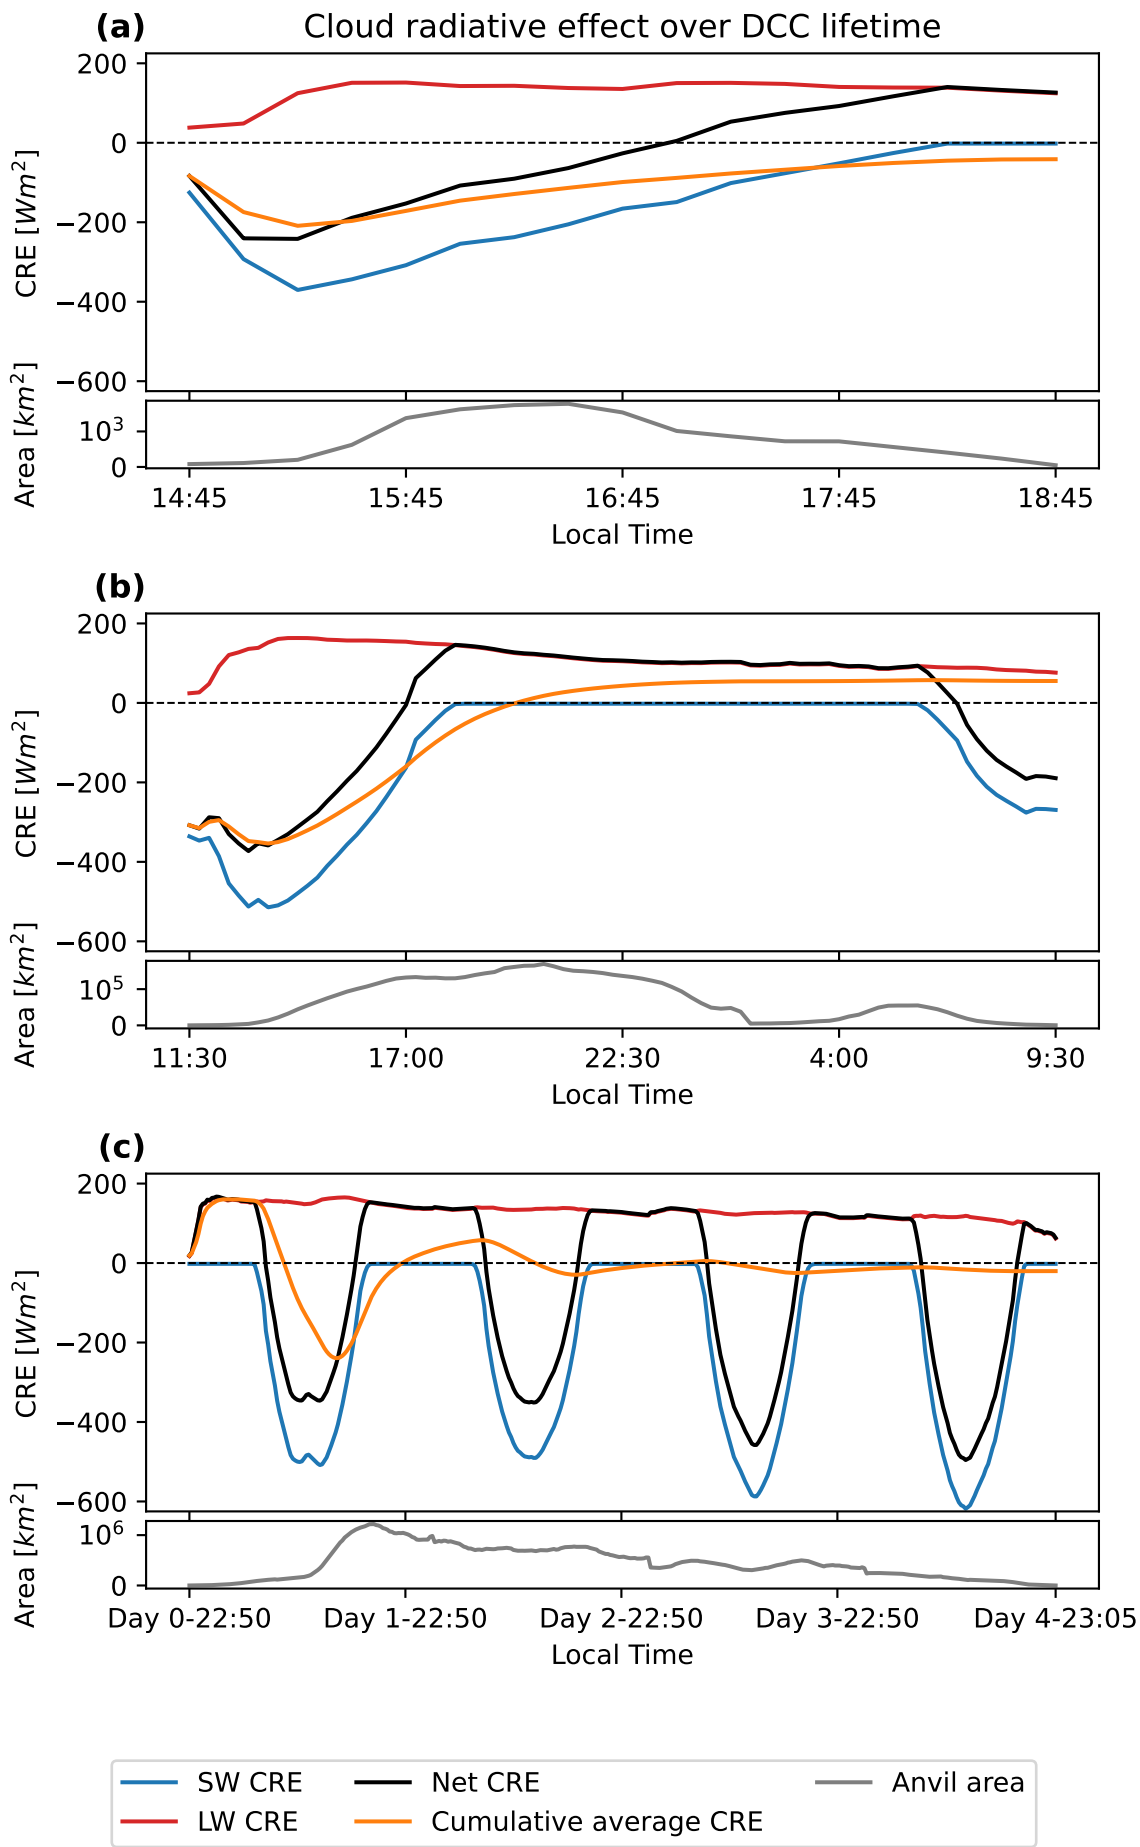 (a) Cloud radiative effect over DCC lifetime
200
0
−200
−400
−600
CRE [Wm²]
10³
0
Area [km²]
14:45 15:45 16:45 17:45 18:45
Local Time
(b)
200
0
−200
−400
−600
CRE [Wm²]
10⁵
0
Area [km²]
11:30 17:00 22:30 4:00 9:30
Local Time
(c)
200
0
−200
−400
−600
CRE [Wm²]
10⁶
0
Area [km²]
Day 0-22:50 Day 1-22:50 Day 2-22:50 Day 3-22:50 Day 4-23:05
Local Time
SW CRE Net CRE Anvil area
LW CRE Cumulative average CRE